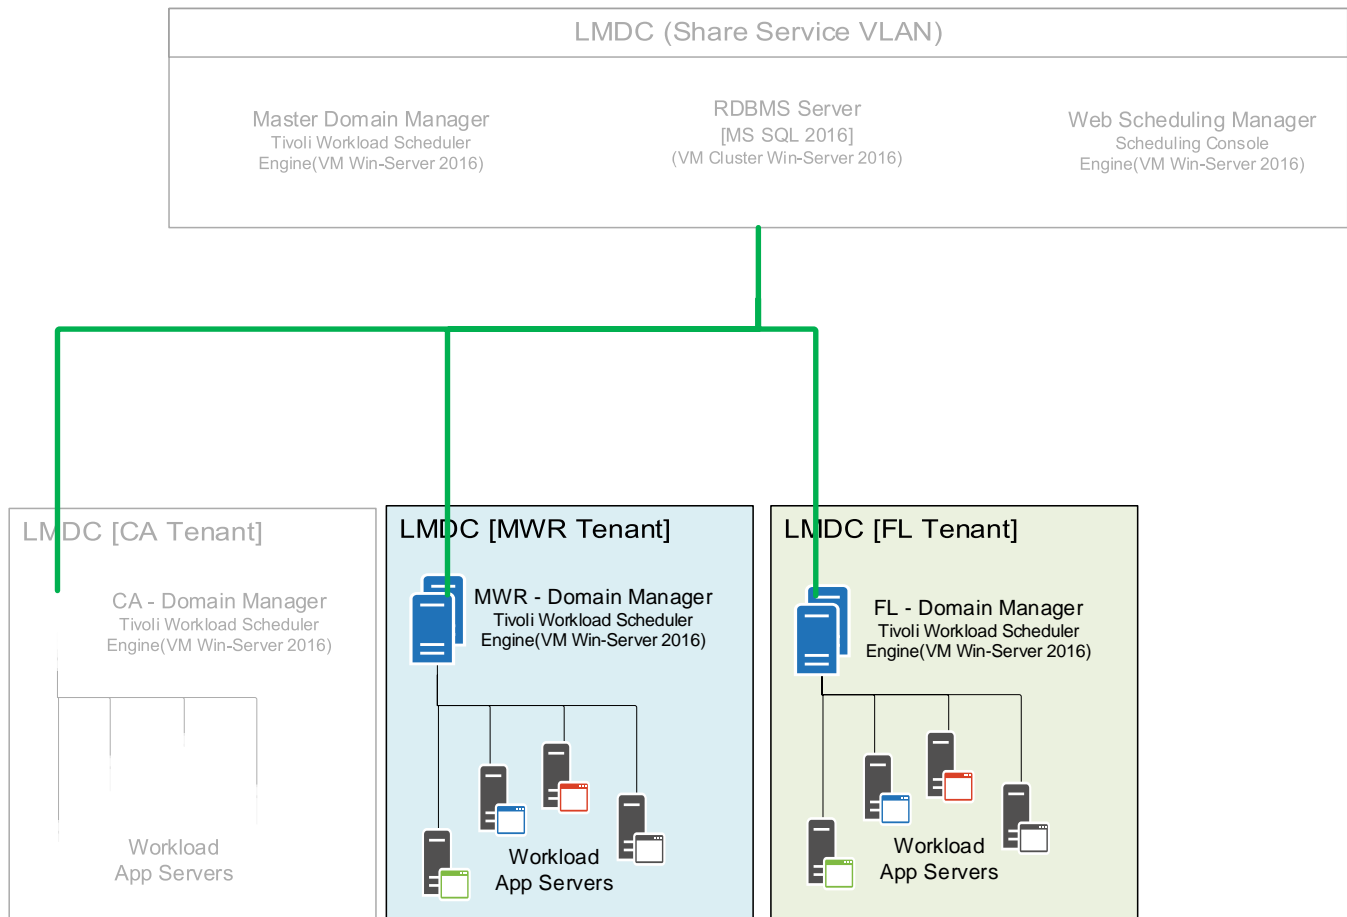 LMDC (Share Service VLAN)
Master Domain Manager
Tivoli Workload Scheduler
Engine(VM Win-Server 2016)
RDBMS Server
[MS SQL 2016]
(VM Cluster Win-Server 2016)
Web Scheduling Manager
Scheduling Console
Engine(VM Win-Server 2016)
LMDC [CA Tenant]
CA - Domain Manager
Tivoli Workload Scheduler
Engine(VM Win-Server 2016)
Workload
App Servers
LMDC [MWR Tenant]
MWR - Domain Manager
Tivoli Workload Scheduler
Engine(VM Win-Server 2016)
Workload
App Servers
LMDC [FL Tenant]
FL - Domain Manager
Tivoli Workload Scheduler
Engine(VM Win-Server 2016)
Workload
App Servers